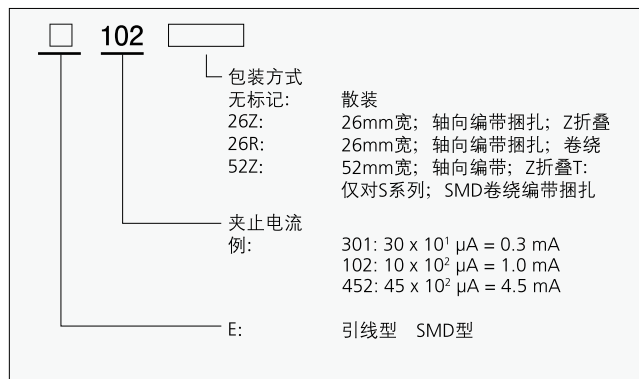 102
包装方式
无标记: 散装
26Z: 26mm宽; 轴向编带捆扎; Z折叠
26R: 26mm宽; 轴向编带捆扎; 卷绕
52Z: 52mm宽; 轴向编带; Z折叠T:
仅对S系列; SMD卷绕编带捆扎
夹止电流
例: 301: 30 x 10¹ µA = 0.3 mA
102: 10 x 10² µA = 1.0 mA
452: 45 x 10² µA = 4.5 mA
E: 引线型 SMD型